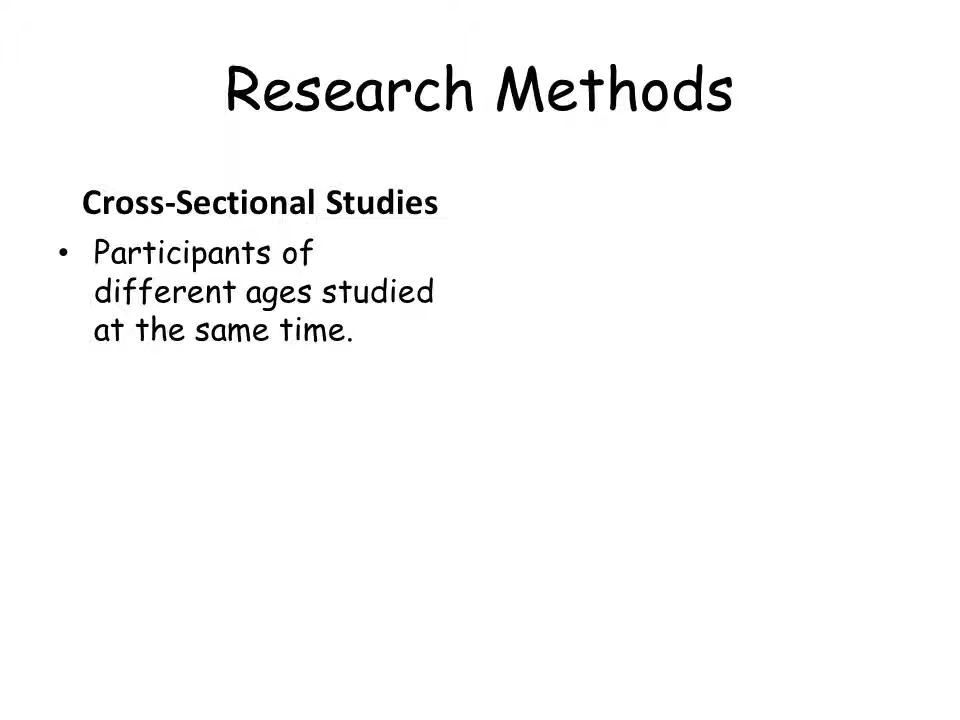 Research Methods
Cross-Sectional Studies
• Participants of
different ages studied
at the same time.